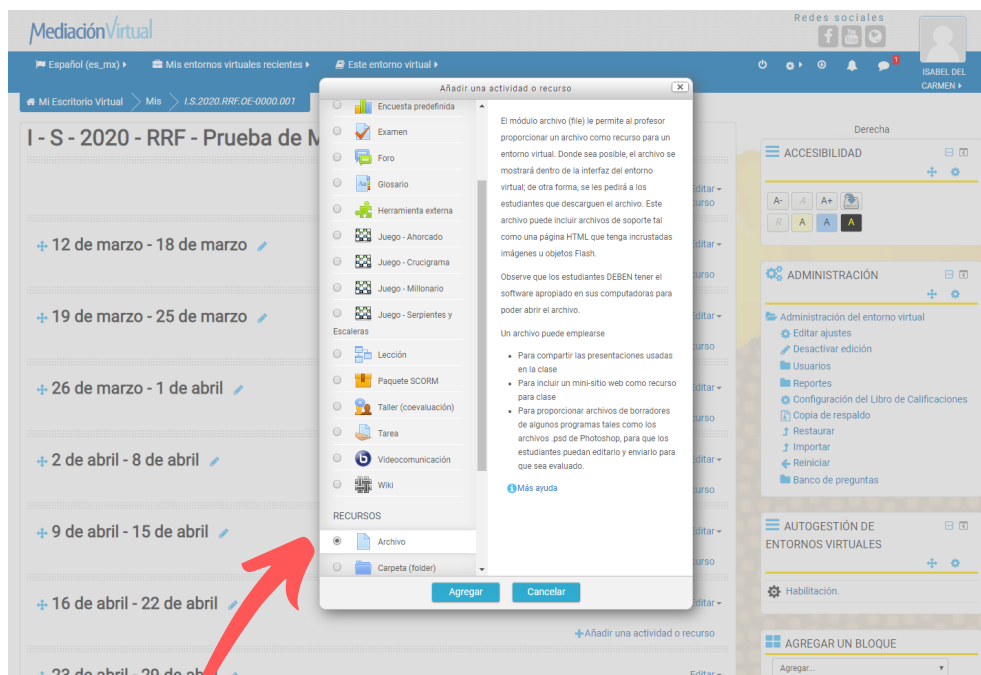 MediaciónVirtual
Redes sociales
Español (es_mx)
Mis entornos virtuales recientes
Este entorno virtual
1
ISABEL DEL
CARMEN
Mi Escritorio Virtual
Mis
I.S.2020.RRF.OE-0000.001
I - S - 2020 - RRF - Prueba de M
12 de marzo - 18 de marzo
19 de marzo - 25 de marzo
26 de marzo - 1 de abril
2 de abril - 8 de abril
9 de abril - 15 de abril
16 de abril - 22 de abril
Editar
Añadir una actividad o recurso
23 de abril - 29 de ab
Editar
Añadir una actividad o recurso
x
Encuesta predefinida
Examen
Foro
Glosario
Herramienta externa
Juego - Ahorcado
Juego - Crucigrama
Juego - Millonario
Juego - Serpientes y
Escaleras
Lección
Paquete SCORM
Taller (coevaluación)
Tarea
Videocomunicación
Wiki
RECURSOS
Archivo
Carpeta (folder)
El módulo archivo (file) le permite al profesor
proporcionar un archivo como recurso para un
entorno virtual. Donde sea posible, el archivo se
mostrará dentro de la interfaz del entorno
virtual; de otra forma, se les pedirá a los
estudiantes que descarguen el archivo. Este
archivo puede incluir archivos de soporte tal
como una página HTML que tenga incrustadas
imágenes u objetos Flash.
Observe que los estudiantes DEBEN tener el
software apropiado en sus computadoras para
poder abrir el archivo.
Un archivo puede emplearse
Para compartir las presentaciones usadas
en la clase
Para incluir un mini-sitio web como recurso
para clase
Para proporcionar archivos de borradores
de algunos programas tales como los
archivos .psd de Photoshop, para que los
estudiantes puedan editarlo y enviarlo para
que sea evaluado.
Más ayuda
Agregar
Cancelar
Derecha
ACCESIBILIDAD
A- A A+
R A A A
ADMINISTRACIÓN
Administración del entorno virtual
Editar ajustes
Desactivar edición
Usuarios
Reportes
Configuración del Libro de Calificaciones
Copia de respaldo
Restaurar
Importar
Reiniciar
Banco de preguntas
AUTOGESTIÓN DE
ENTORNOS VIRTUALES
Habilitación.
AGREGAR UN BLOQUE
Agregar...